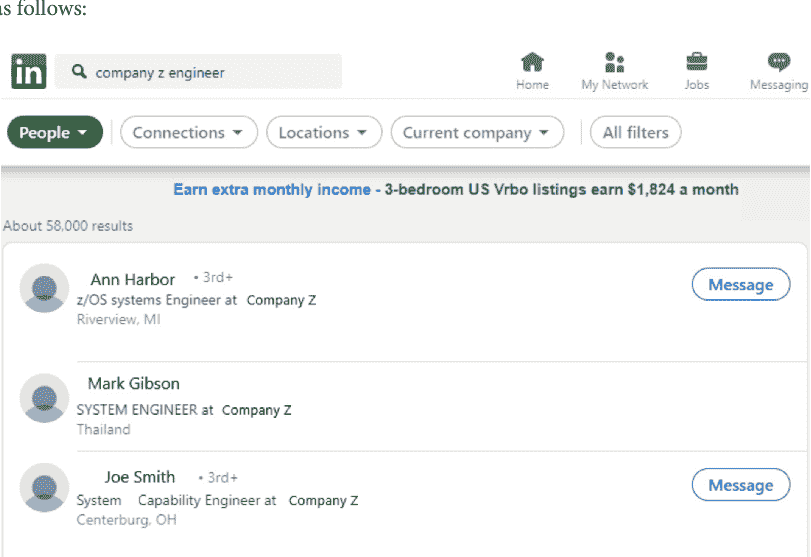 as follows:
in
company z engineer
Home
My Network
Jobs
Messaging
People
Connections
Locations
Current company
All filters
Earn extra monthly income - 3-bedroom US Vrbo listings earn $1,824 a month
About 58,000 results
Ann Harbor • 3rd+
Message
z/OS systems Engineer at Company Z
Riverview, MI
Mark Gibson
SYSTEM ENGINEER at Company Z
Thailand
Joe Smith • 3rd+
Message
System Capability Engineer at Company Z
Centerburg, OH